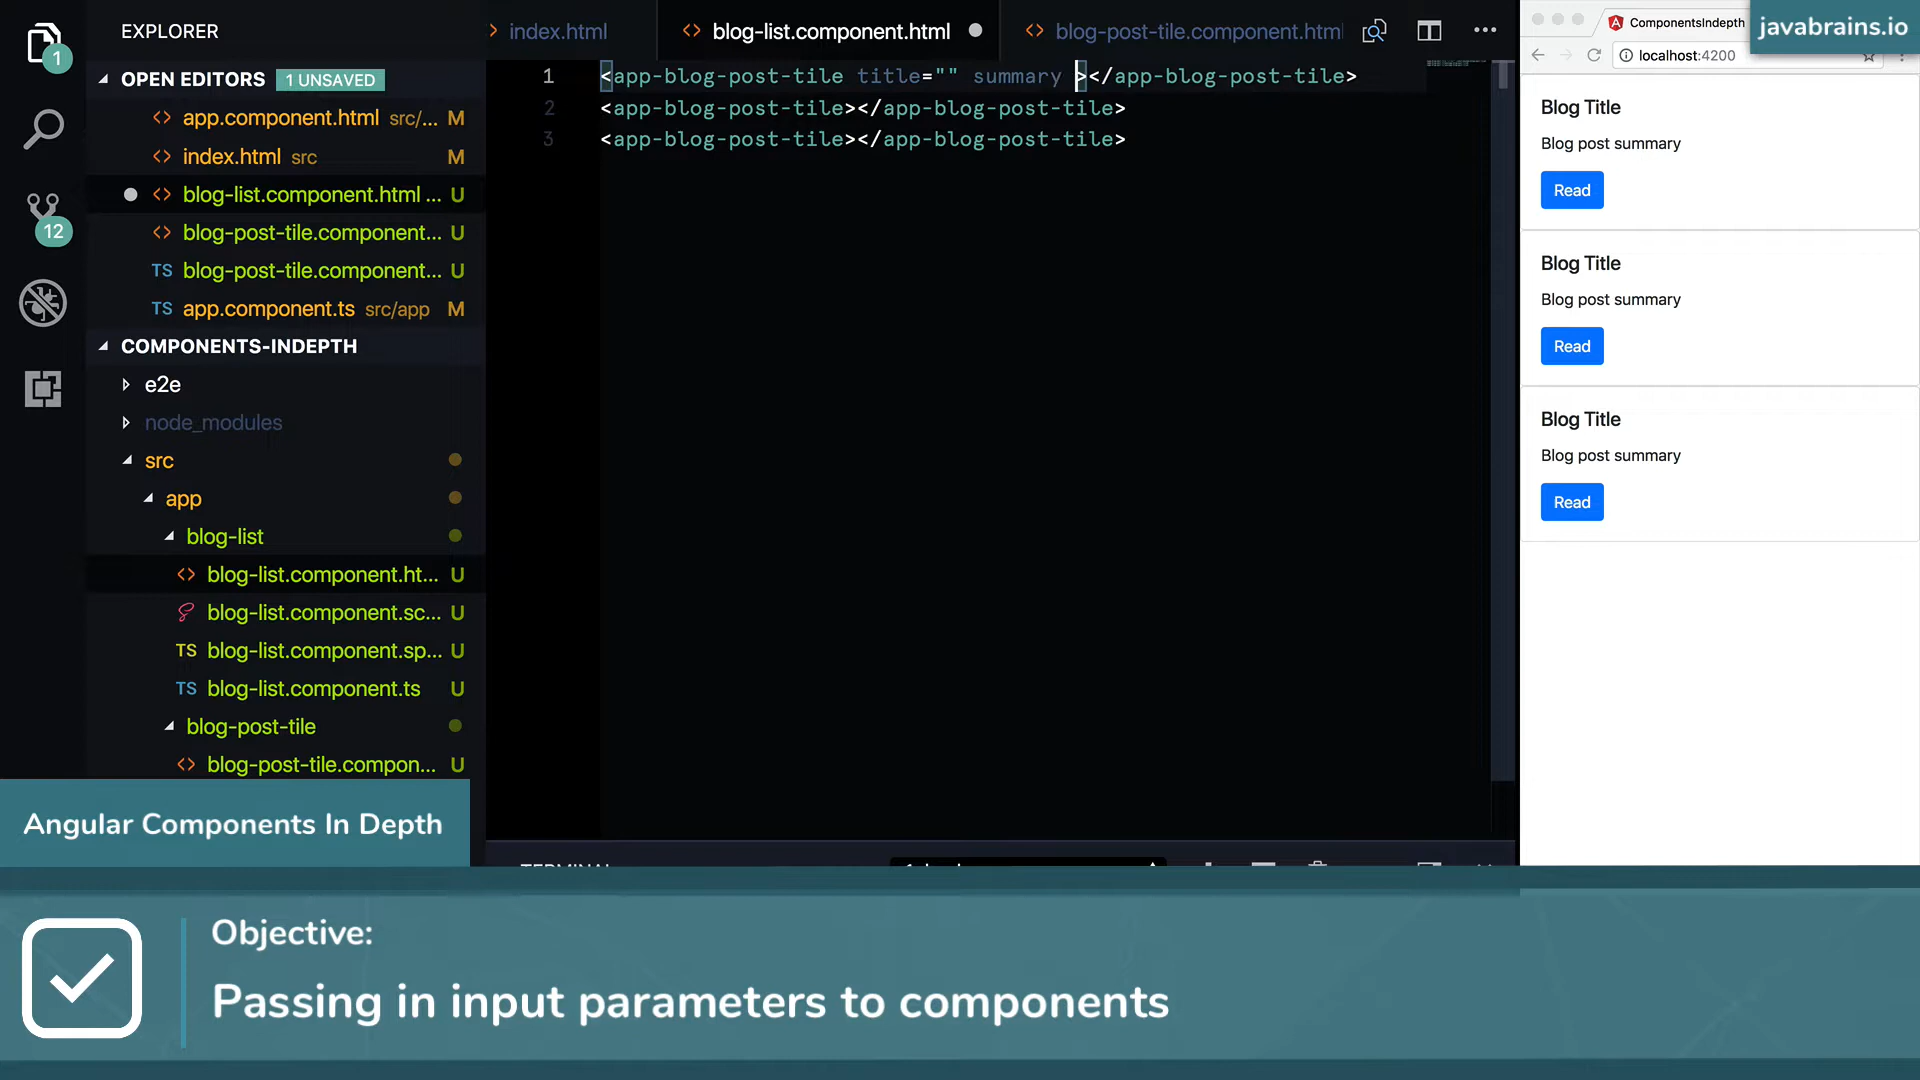 EXPLORER
OPEN EDITORS 1 UNSAVED
app.component.html src/... M
index.html src M
blog-list.component.html ... U
blog-post-tile.component... U
TS blog-post-tile.component... U
TS app.component.ts src/app M
COMPONENTS-INDEPTH
e2e
node_modules
src
app
blog-list
blog-list.component.ht... U
blog-list.component.sc... U
TS blog-list.component.sp... U
TS blog-list.component.ts U
blog-post-tile
blog-post-tile.compon... U
1
12
index.html
blog-list.component.html
blog-post-tile.component.html
1 <app-blog-post-tile title="" summary ></app-blog-post-tile>
2 <app-blog-post-tile></app-blog-post-tile>
3 <app-blog-post-tile></app-blog-post-tile>
TERMINAL
ComponentsIndepth
javabrains.io
localhost:4200
Blog Title
Blog post summary
Read
Blog Title
Blog post summary
Read
Blog Title
Blog post summary
Read
Angular Components In Depth
Objective:
Passing in input parameters to components